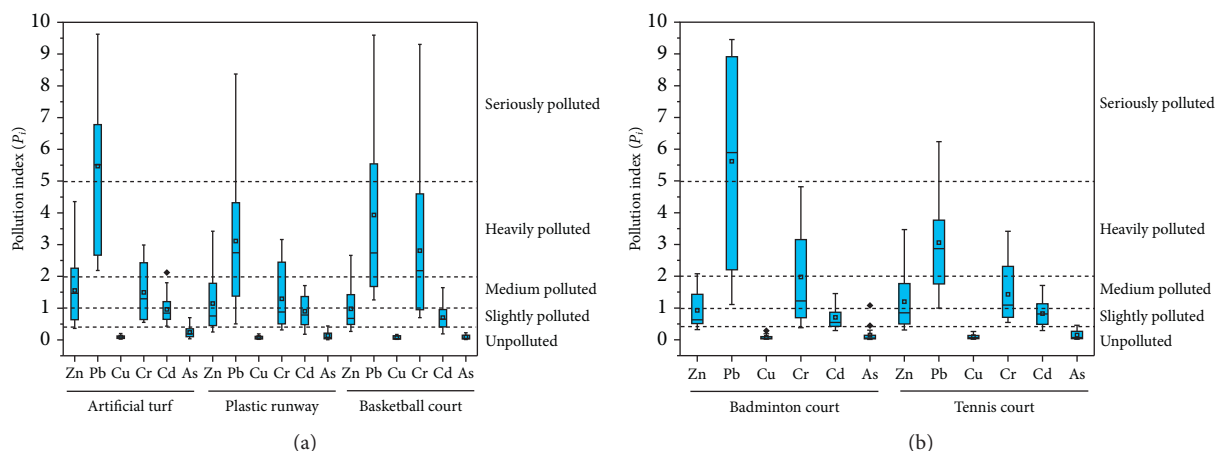 10
9
8
7
6
5
4
3
2
1
0
Pollution index (Pi)
Seriously polluted
Heavily polluted
Medium polluted
Slightly polluted
Unpolluted
Zn Pb Cu Cr Cd As Zn Pb Cu Cr Cd As Zn Pb Cu Cr Cd As
Artificial turf Plastic runway Basketball court
(a)
10
9
8
7
6
5
4
3
2
1
0
Pollution index (Pi)
Seriously polluted
Heavily polluted
Medium polluted
Slightly polluted
Unpolluted
Zn Pb Cu Cr Cd As Zn Pb Cu Cr Cd As
Badminton court Tennis court
(b)